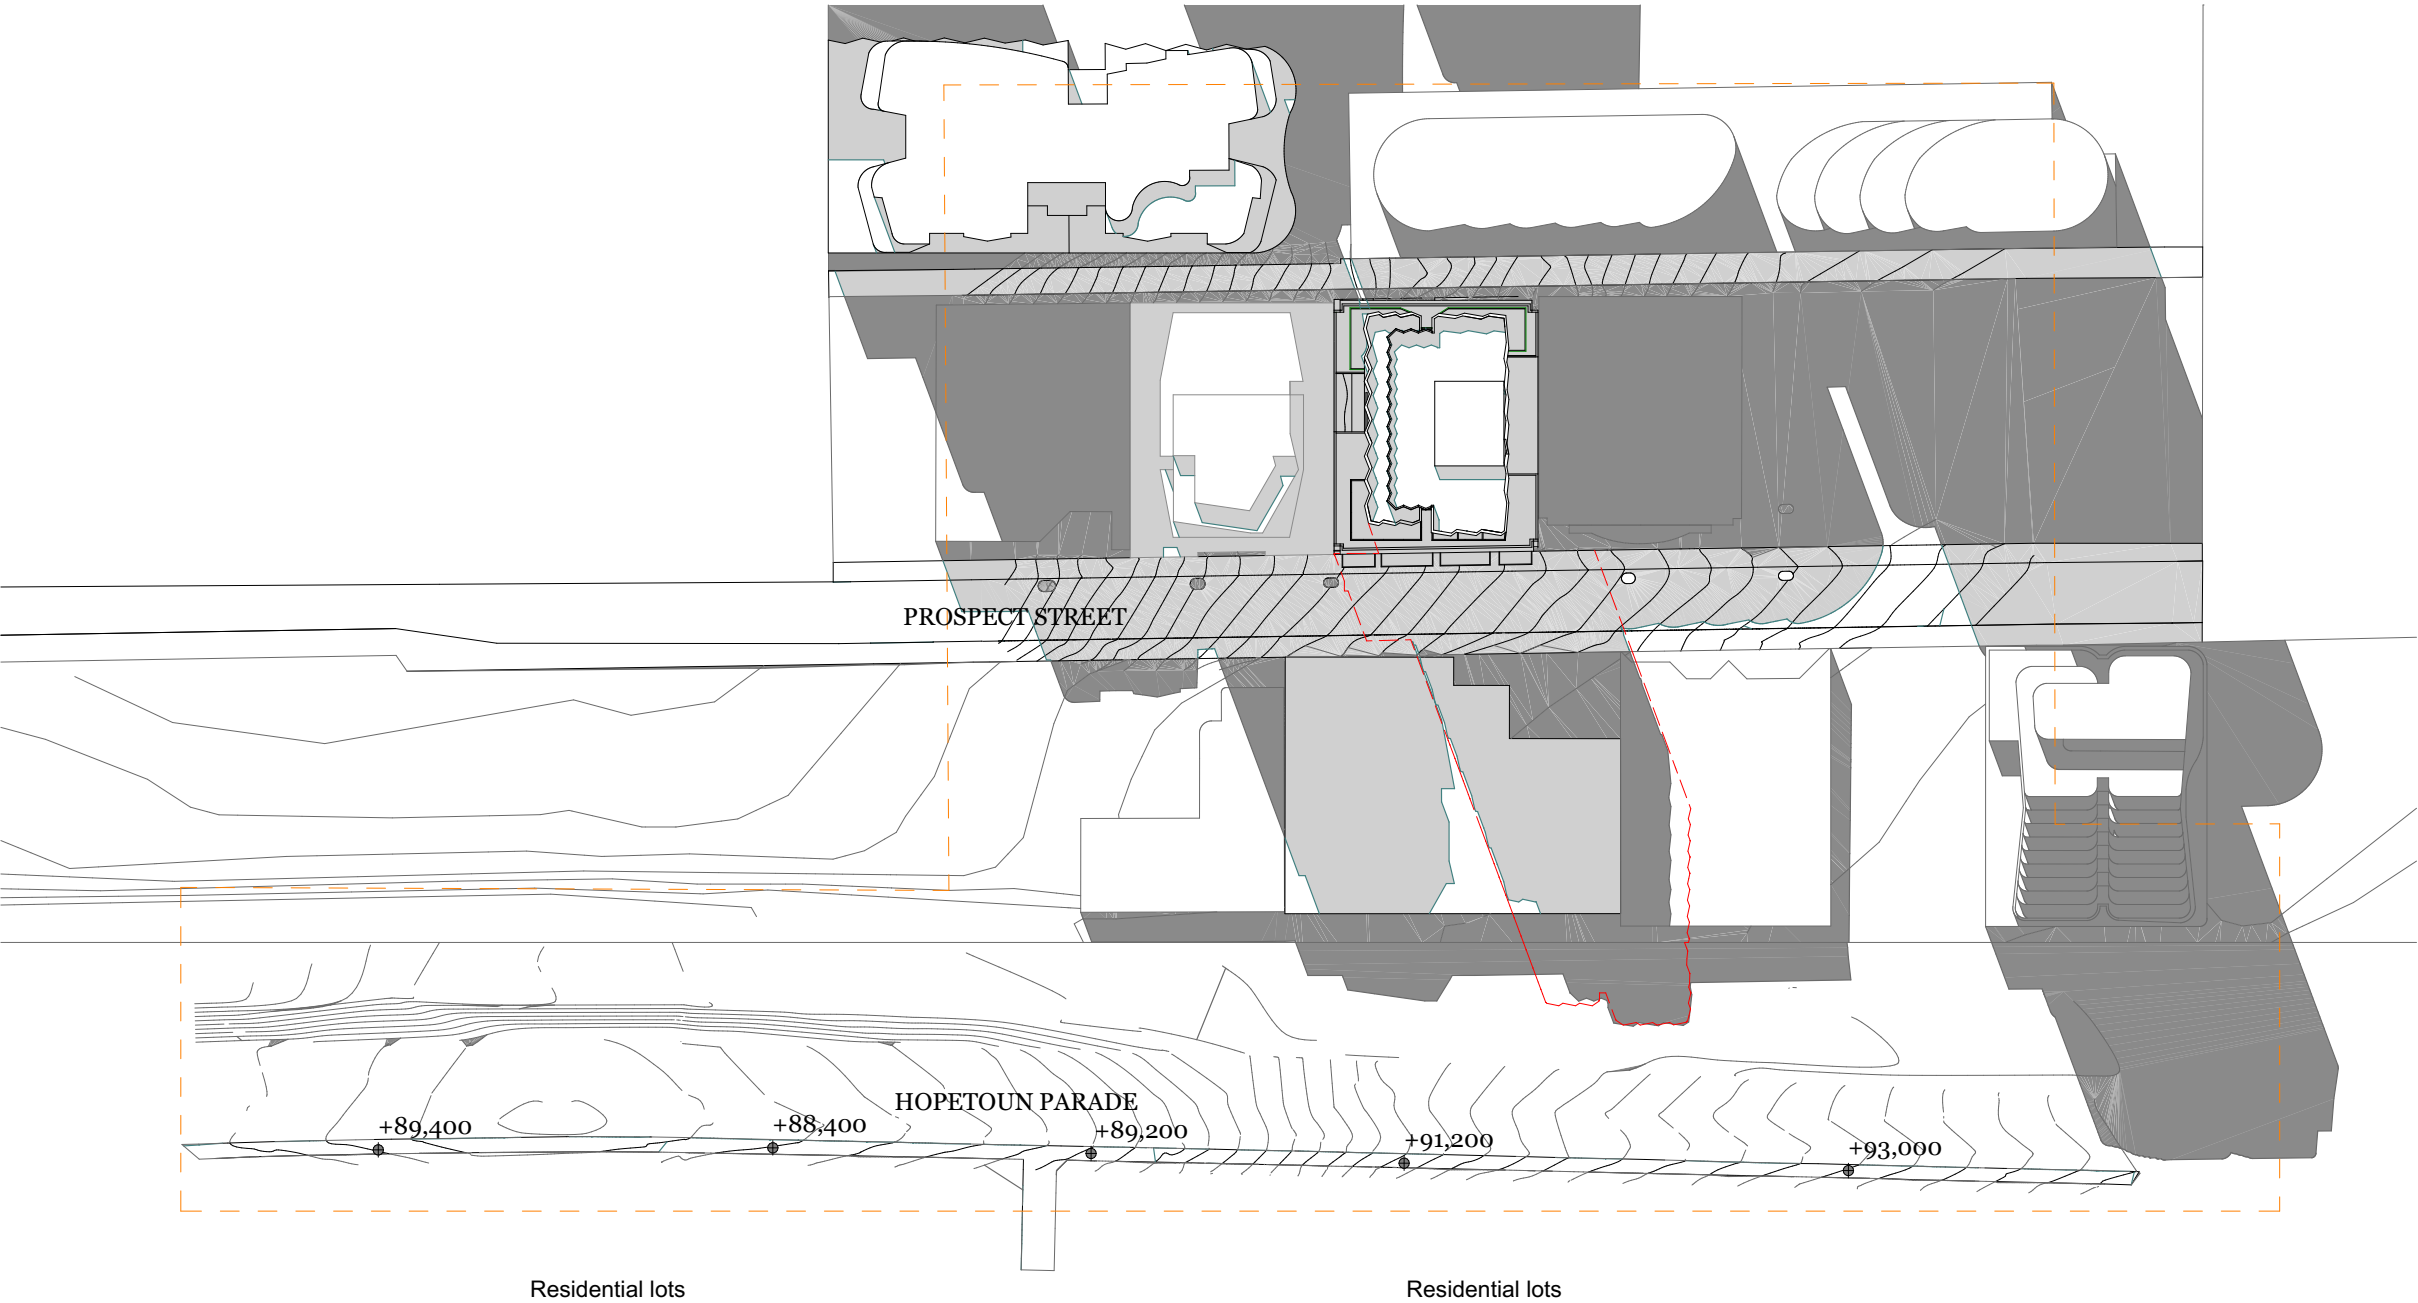 PROSPECT STREET
HOPETOUN PARADE
+89,400
+88,400
+89,200
+91,200
+93,000
Residential lots
Residential lots